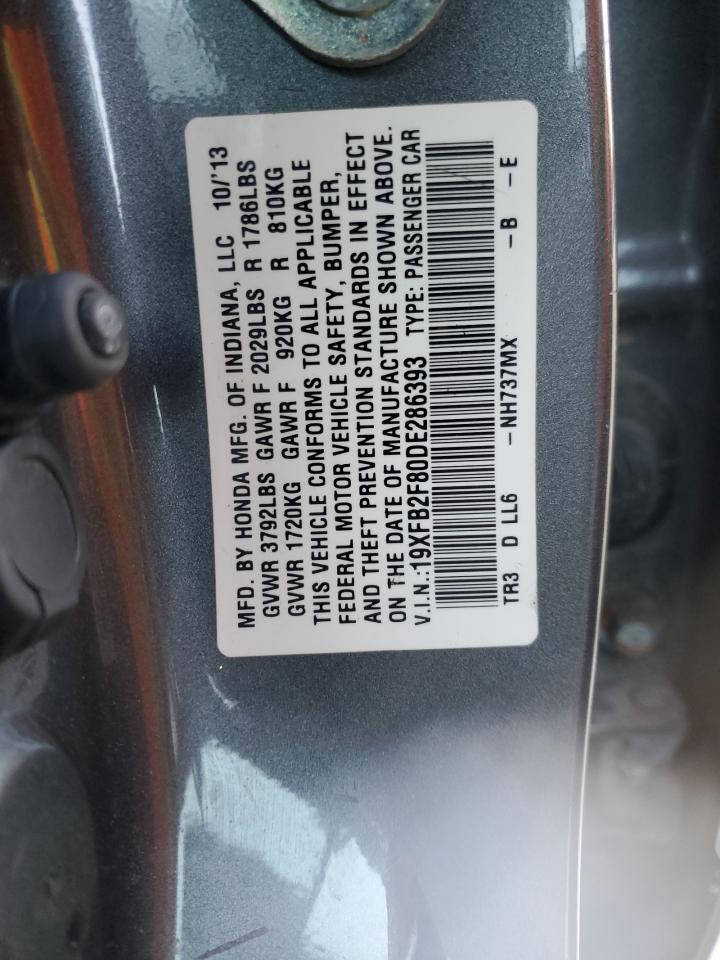 MFD. BY HONDA MFG. OF INDIANA, LLC 10/'13
GVWR 3792LBS GAWR F 2029LBS R 1786LBS
GVWR 1720KG GAWR F 920KG R 810KG
THIS VEHICLE CONFORMS TO ALL APPLICABLE
FEDERAL MOTOR VEHICLE SAFETY, BUMPER,
AND THEFT PREVENTION STANDARDS IN EFFECT
ON THE DATE OF MANUFACTURE SHOWN ABOVE.
V.I.N.:19XFB2F80DE286393 TYPE: PASSENGER CAR
TR3 D LL6 -NH737MX -B -E